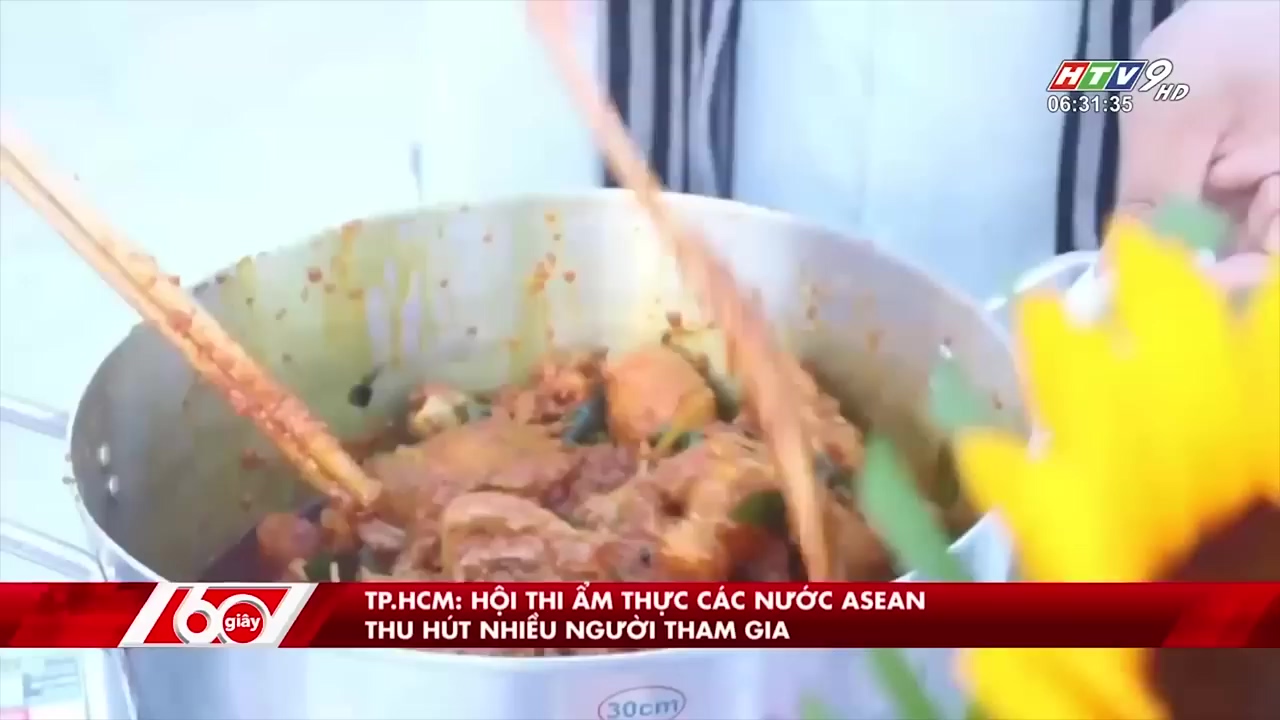 HTV9 HD
06:31:35
60 giây
TP.HCM: HỘI THI ẨM THỰC CÁC NƯỚC ASEAN
THU HÚT NHIỀU NGƯỜI THAM GIA
30cm